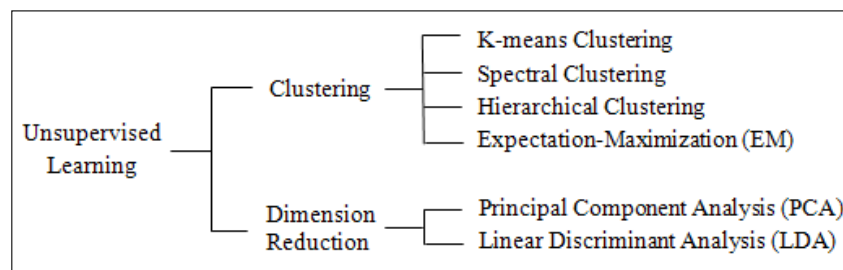 Unsupervised
Learning
Clustering
K-means Clustering
Spectral Clustering
Hierarchical Clustering
Expectation-Maximization (EM)
Dimension
Reduction
Principal Component Analysis (PCA)
Linear Discriminant Analysis (LDA)